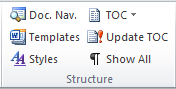 Doc. Nav. TOC
Templates Update TOC
Styles ¶ Show All
Structure